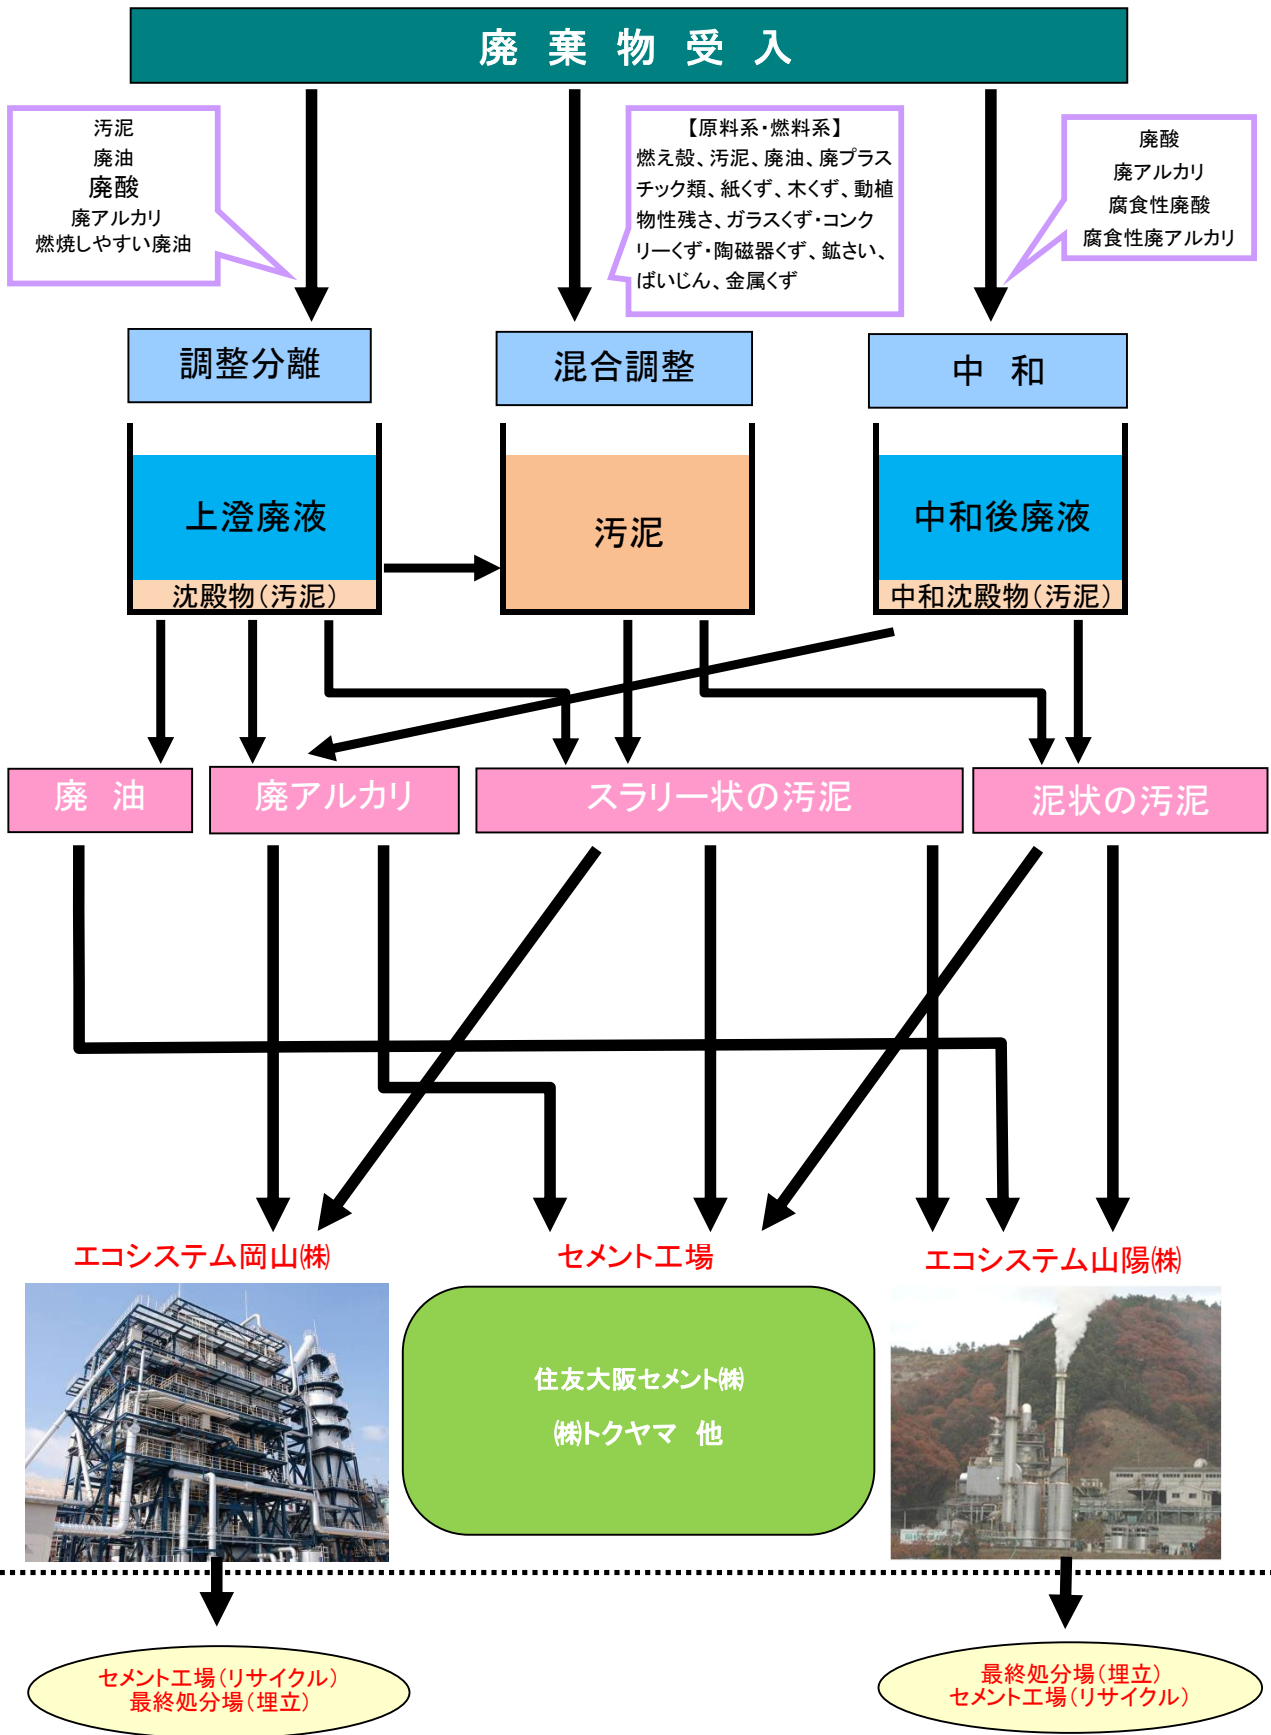 廃 棄 物 受 入
汚泥
廃油
廃酸
廃アルカリ
燃焼しやすい廃油
【原料系・燃料系】
燃え殻、汚泥、廃油、廃プラス
チック類、紙くず、木くず、動植
物性残さ、ガラスくず・コンク
リーくず・陶磁器くず、鉱さい、
ばいじん、金属くず
廃酸
廃アルカリ
腐食性廃酸
腐食性廃アルカリ
調整分離
混合調整
中 和
上澄廃液
沈殿物(汚泥)
汚泥
中和後廃液
中和沈殿物(汚泥)
廃 油
廃アルカリ
スラリー状の汚泥
泥状の汚泥
エコシステム岡山㈱
セメント工場
エコシステム山陽㈱
住友大阪セメント㈱
㈱トクヤマ 他
セメント工場(リサイクル)
最終処分場(埋立)
最終処分場(埋立)
セメント工場(リサイクル)